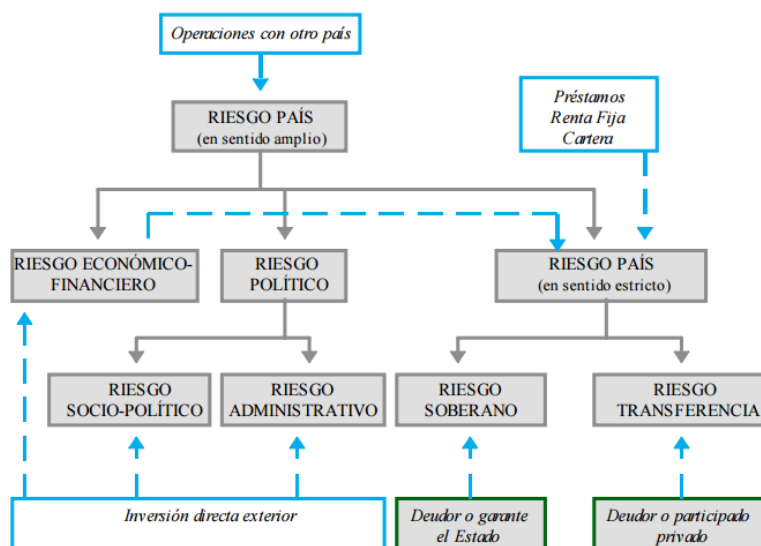 Operaciones con otro país
RIESGO PAÍS
(en sentido amplio)
Préstamos
Renta Fija
Cartera
RIESGO ECONÓMICO-
FINANCIERO
RIESGO
POLÍTICO
RIESGO PAÍS
(en sentido estricto)
RIESGO
SOCIO-POLÍTICO
RIESGO
ADMINISTRATIVO
RIESGO
SOBERANO
RIESGO
TRANSFERENCIA
Inversión directa exterior
Deudor o garante
el Estado
Deudor o participado
privado